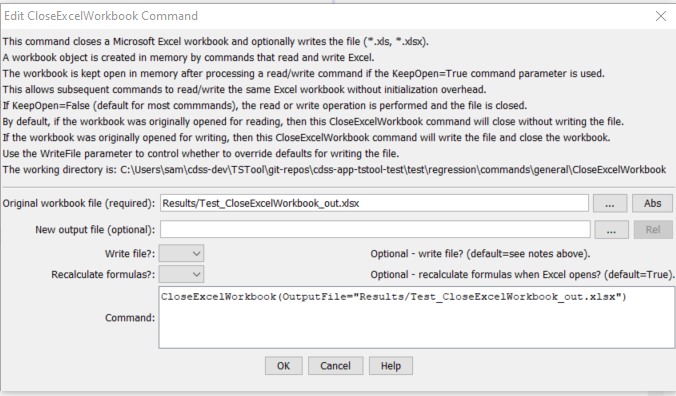 Edit CloseExcelWorkbook Command
This command closes a Microsoft Excel workbook and optionally writes the file (*.xls, *.xlsx).
A workbook object is created in memory by commands that read and write Excel.
The workbook is kept open in memory after processing a read/write command if the KeepOpen=True command parameter is used.
This allows subsequent commands to read/write the same Excel workbook without initialization overhead.
If KeepOpen=False (default for most commmands), the read or write operation is performed and the file is closed.
By default, if the workbook was originally opened for reading, then this CloseExcelWorkbook command will close without writing the file.
If the workbook was originally opened for writing, then this CloseExcelWorkbook command will write the file and close the workbook.
Use the WriteFile parameter to control whether to override defaults for writing the file.
The working directory is: C:\Users\sam\cdss-dev\TSTool\git-repos\cdss-app-tstool-test\test\regression\commands\general\CloseExcelWorkbook
Original workbook file (required): Results/Test_CloseExcelWorkbook_out.xlsx ... Abs
New output file (optional): ... Rel
Write file?: Optional - write file? (default=see notes above).
Recalculate formulas?: Optional - recalculate formulas when Excel opens? (default=True).
CloseExcelWorkbook(OutputFile="Results/Test_CloseExcelWorkbook_out.xlsx")
Command:
OK Cancel Help